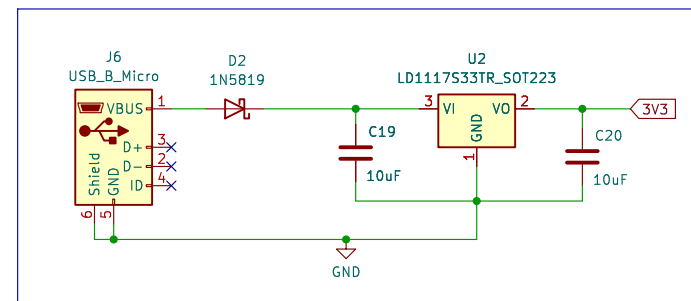 J6
USB_B_Micro
VBUS
1
D+
3
D-
2
ID
4
Shield
GND
6
5
D2
1N5819
C19
10uF
U2
LD1117S33TR_SOT223
3
VI
VO
2
GND
1
C20
10uF
3V3
GND